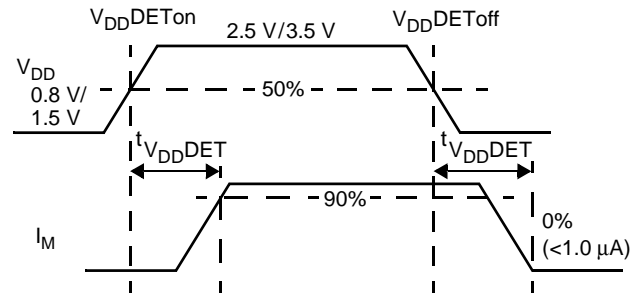 VDDDETon
VDDDEToff
2.5 V/3.5 V
VDD
0.8 V/
1.5 V
50%
tVDDDET
tVDDDET
90%
IM
0%
(<1.0 µA)